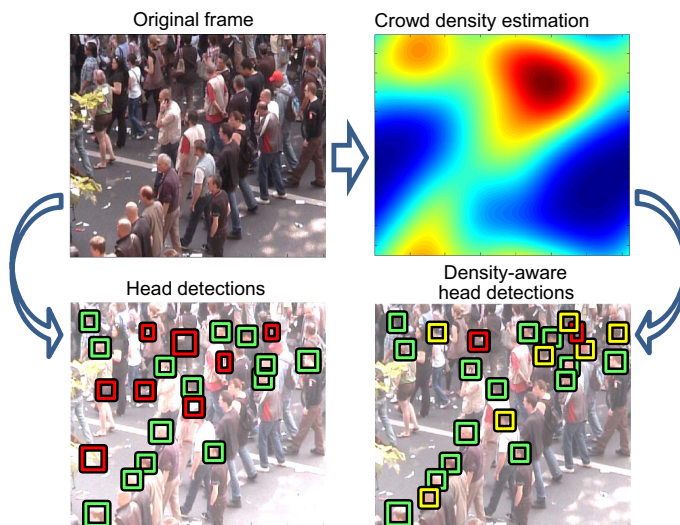 Original frame
Crowd density estimation
Head detections
Density-aware
head detections